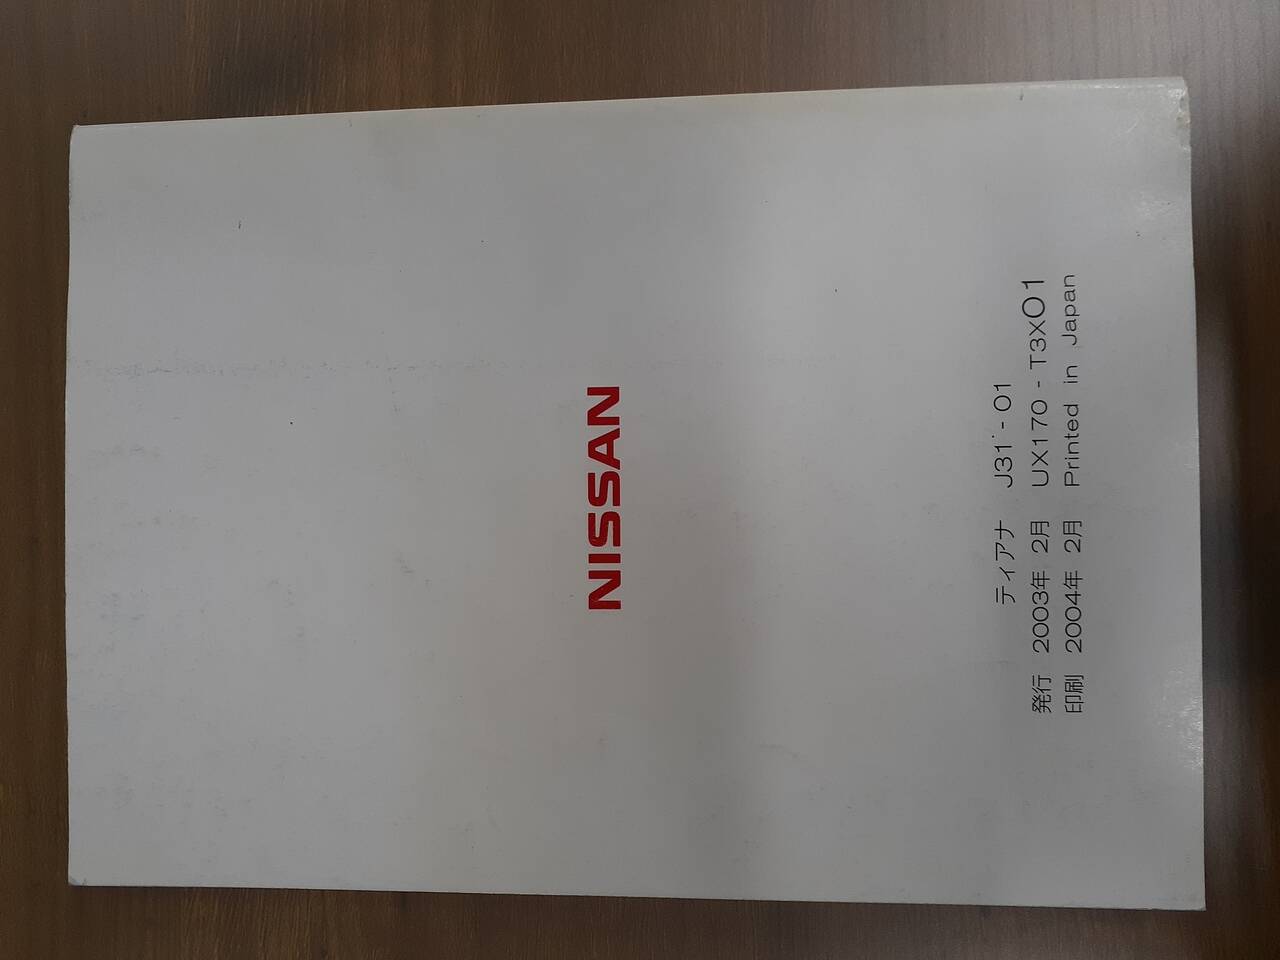 NISSAN
ティアナ J31-01
発行 2003年 2月 UX170-T3X01
印刷 2004年 2月 Printed in Japan